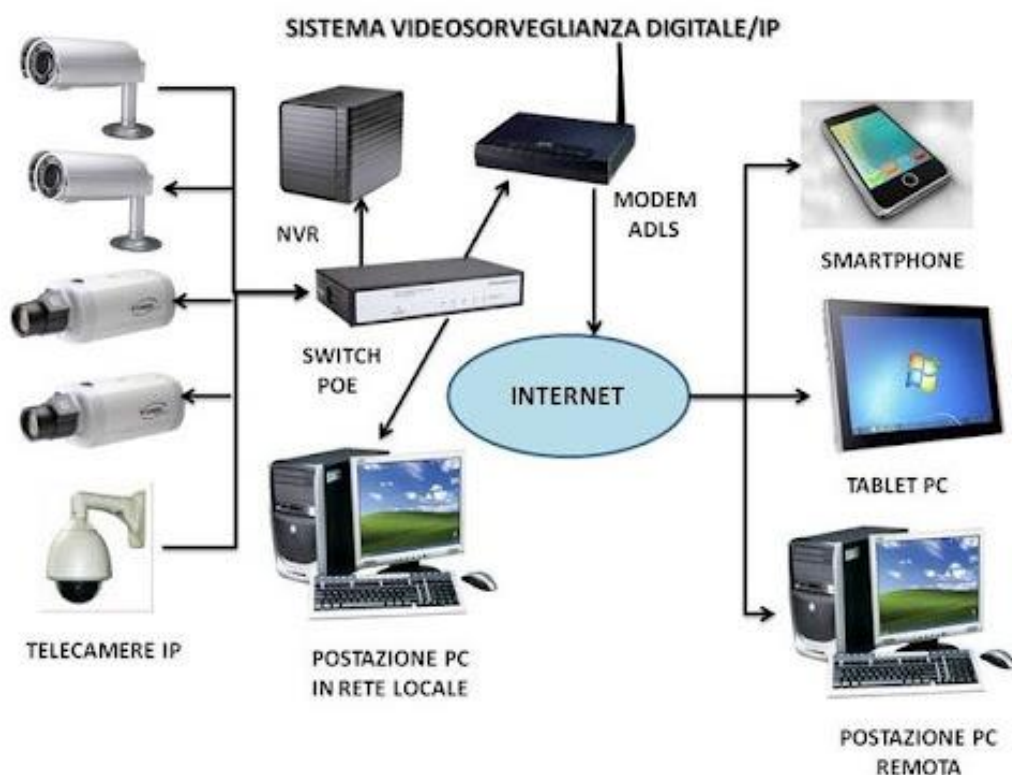 SISTEMA VIDEOSORVEGLIANZA DIGITALE/IP
NVR
MODEM
ADLS
SMARTPHONE
SWITCH
POE
INTERNET
TABLET PC
TELECAMERE IP
POSTAZIONE PC
IN RETE LOCALE
POSTAZIONE PC
REMOTA